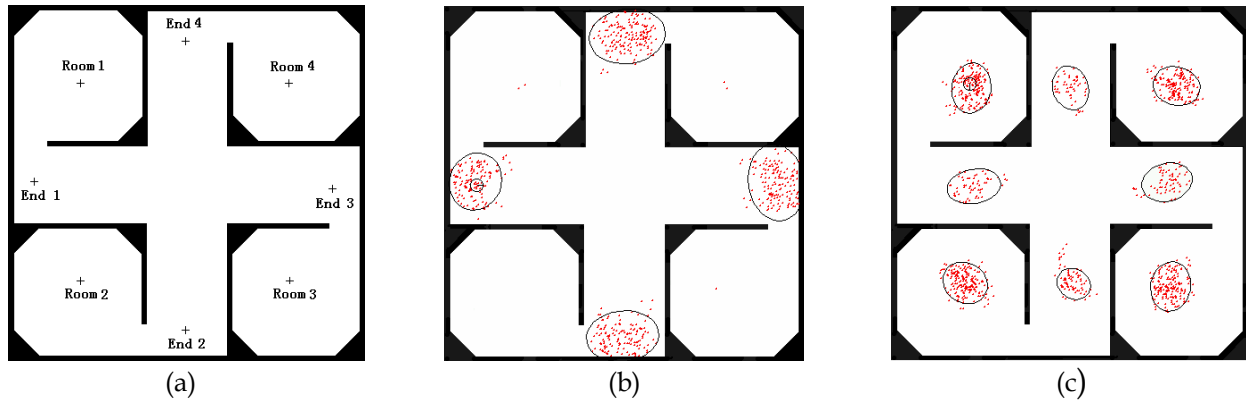 End 4
Room 1
Room 4
End 1
End 3
Room 2
Room 3
End 2
(a)
(b)
(c)